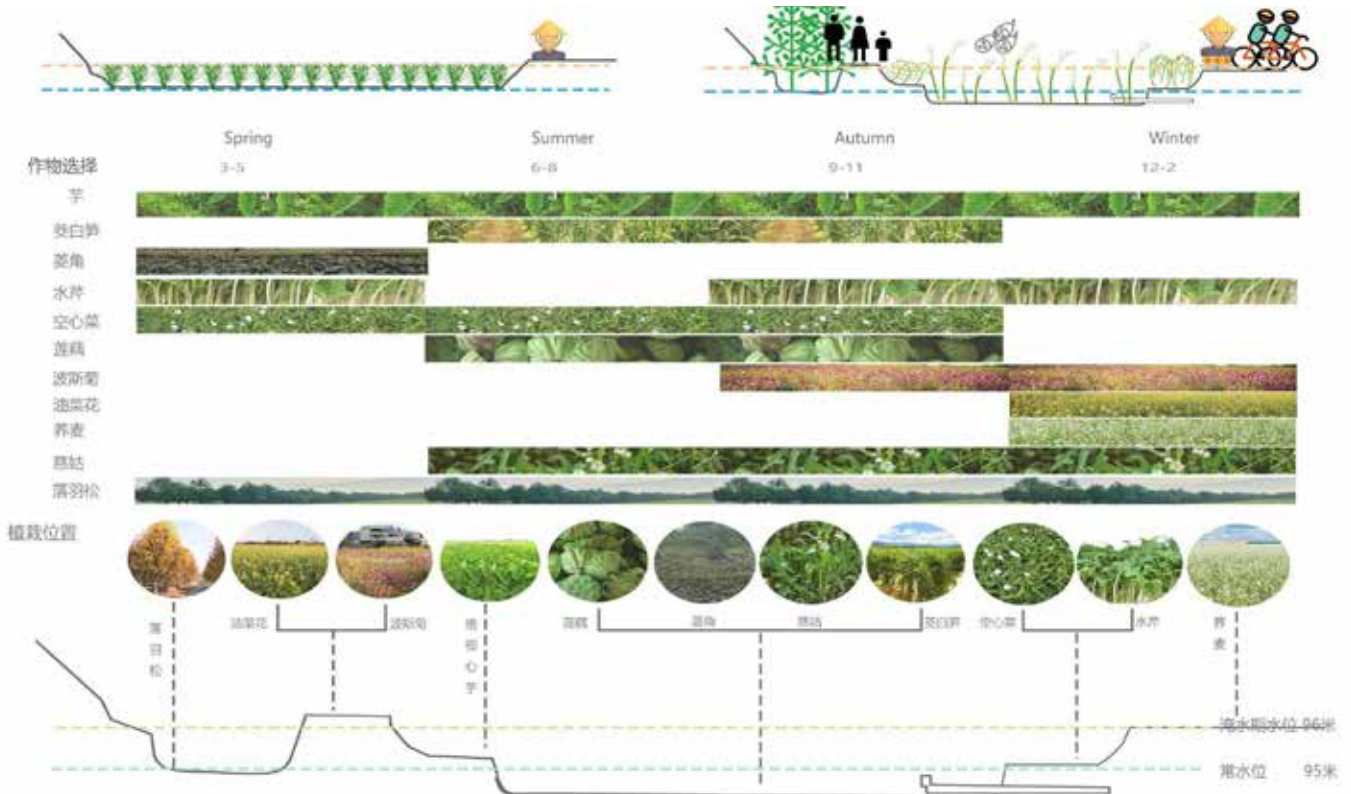 Spring Summer Autumn Winter
作物选择 3-5 6-8 9-11 12-2
芋
茭白笋
菱角
水芹
空心菜
莲藕
波斯菊
油菜花
荞麦
慈姑
落羽松
植栽位置
落羽松
油菜花
波斯菊
槟榔心芋
莲藕
菱角
慈姑
茭白笋
空心菜
水芹
荞麦
淹水期水位 96米
常水位 95米